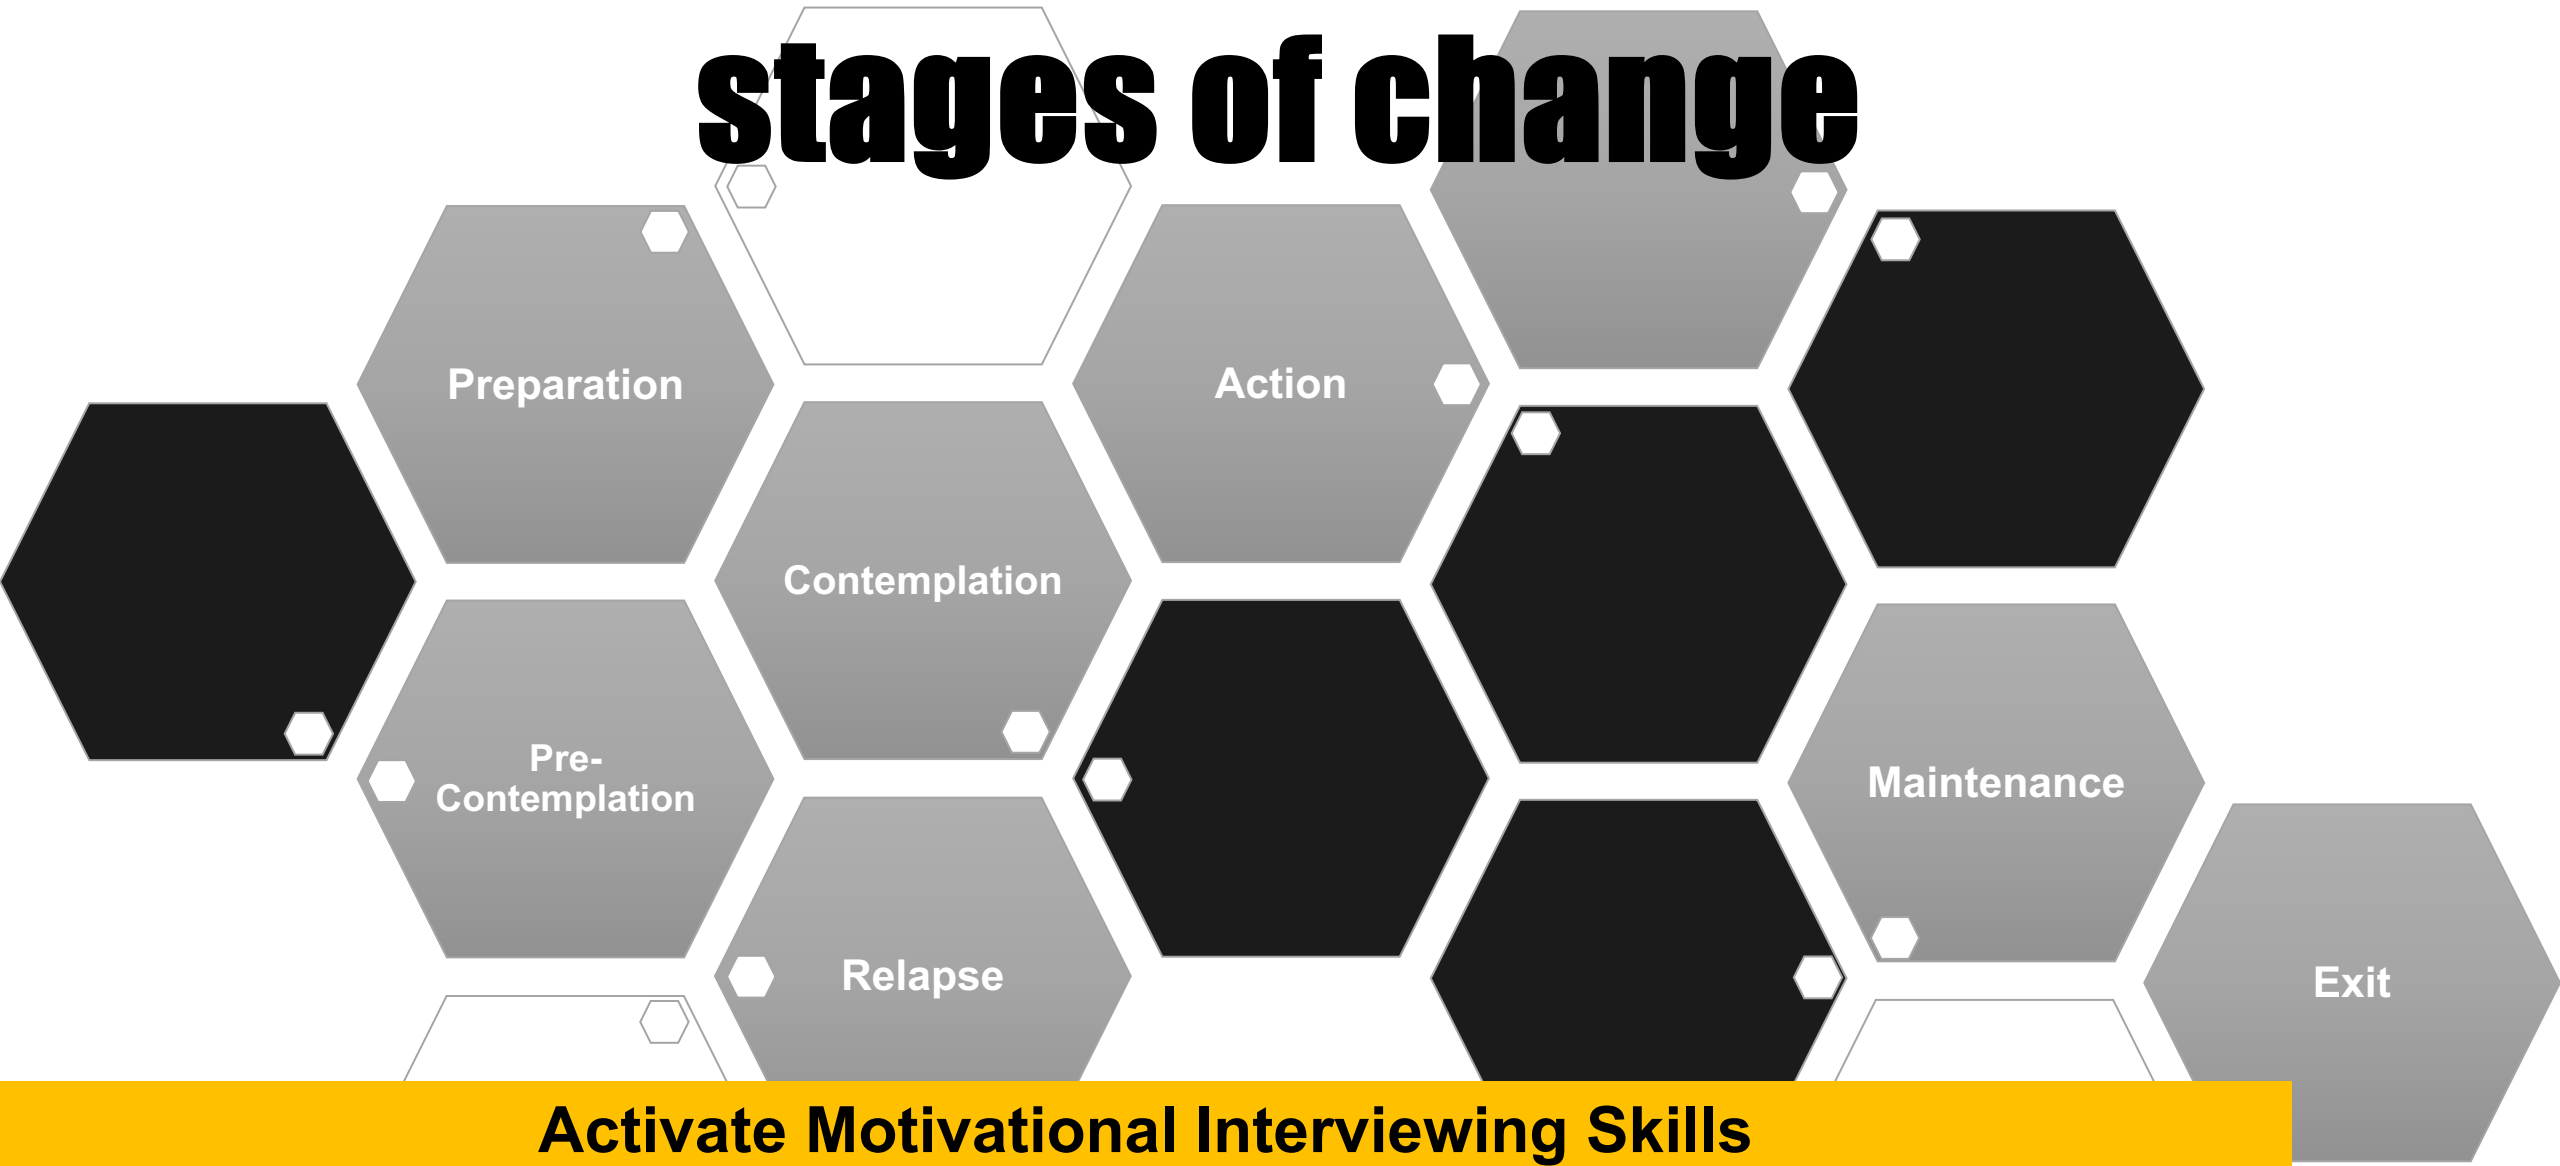 stages of change
Preparation
Action
Contemplation
Pre-
Contemplation
Maintenance
Relapse
Exit
Activate Motivational Interviewing Skills